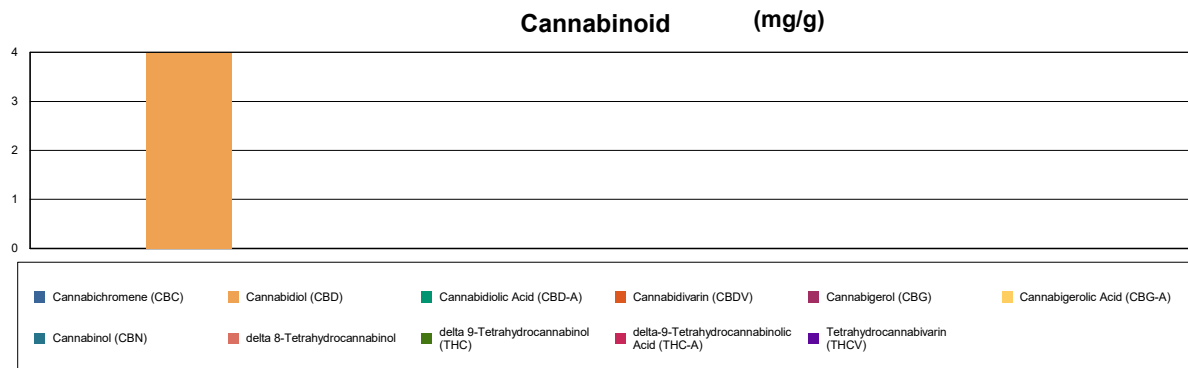 Cannabinoid (mg/g)
4
3
2
1
0
Cannabichromene (CBC)
Cannabidiol (CBD)
Cannabidiolic Acid (CBD-A)
Cannabidivarin (CBDV)
Cannabigerol (CBG)
Cannabigerolic Acid (CBG-A)
Cannabinol (CBN)
delta 8-Tetrahydrocannabinol
delta 9-Tetrahydrocannabinol
(THC)
delta-9-Tetrahydrocannabinolic
Acid (THC-A)
Tetrahydrocannabivarin
(THCV)